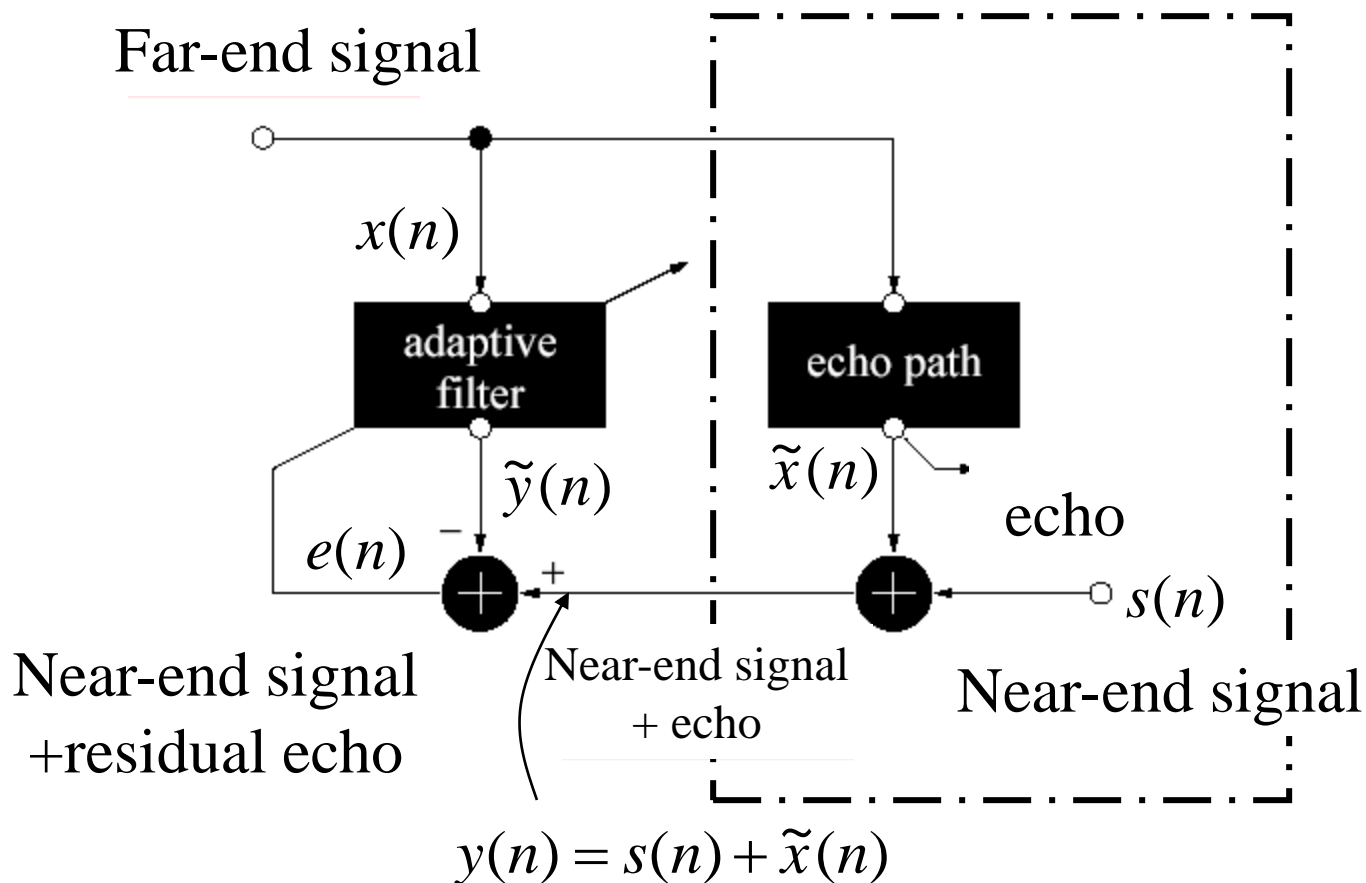 Far-end signal
x(n)
adaptive
filter
echo path
ỹ(n)
x̃(n)
echo
e(n)
−
+
+
+
s(n)
Near-end signal
+residual echo
Near-end signal
+ echo
Near-end signal
y(n) = s(n) + x̃(n)